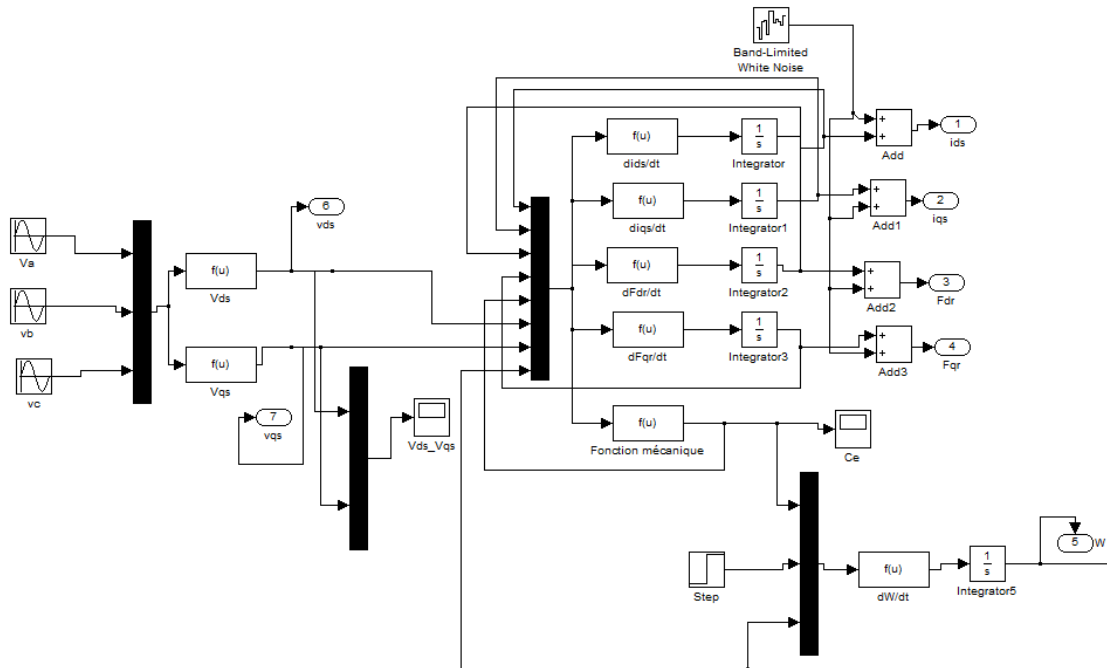 Band-Limited
White Noise
f(u)
dids/dt
1
s
Integrator
+
+
Add
1
ids
f(u)
diqs/dt
1
s
Integrator1
+
+
Add1
2
iqs
f(u)
dFdr/dt
1
s
Integrator2
+
+
Add2
3
Fdr
f(u)
dFqr/dt
1
s
Integrator3
+
+
Add3
4
Fqr
6
vds
Va
vb
vc
f(u)
Vds
f(u)
Vqs
7
vqs
Vds_Vqs
f(u)
Fonction mécanique
Ce
Step
f(u)
dW/dt
1
s
Integrator5
5
W